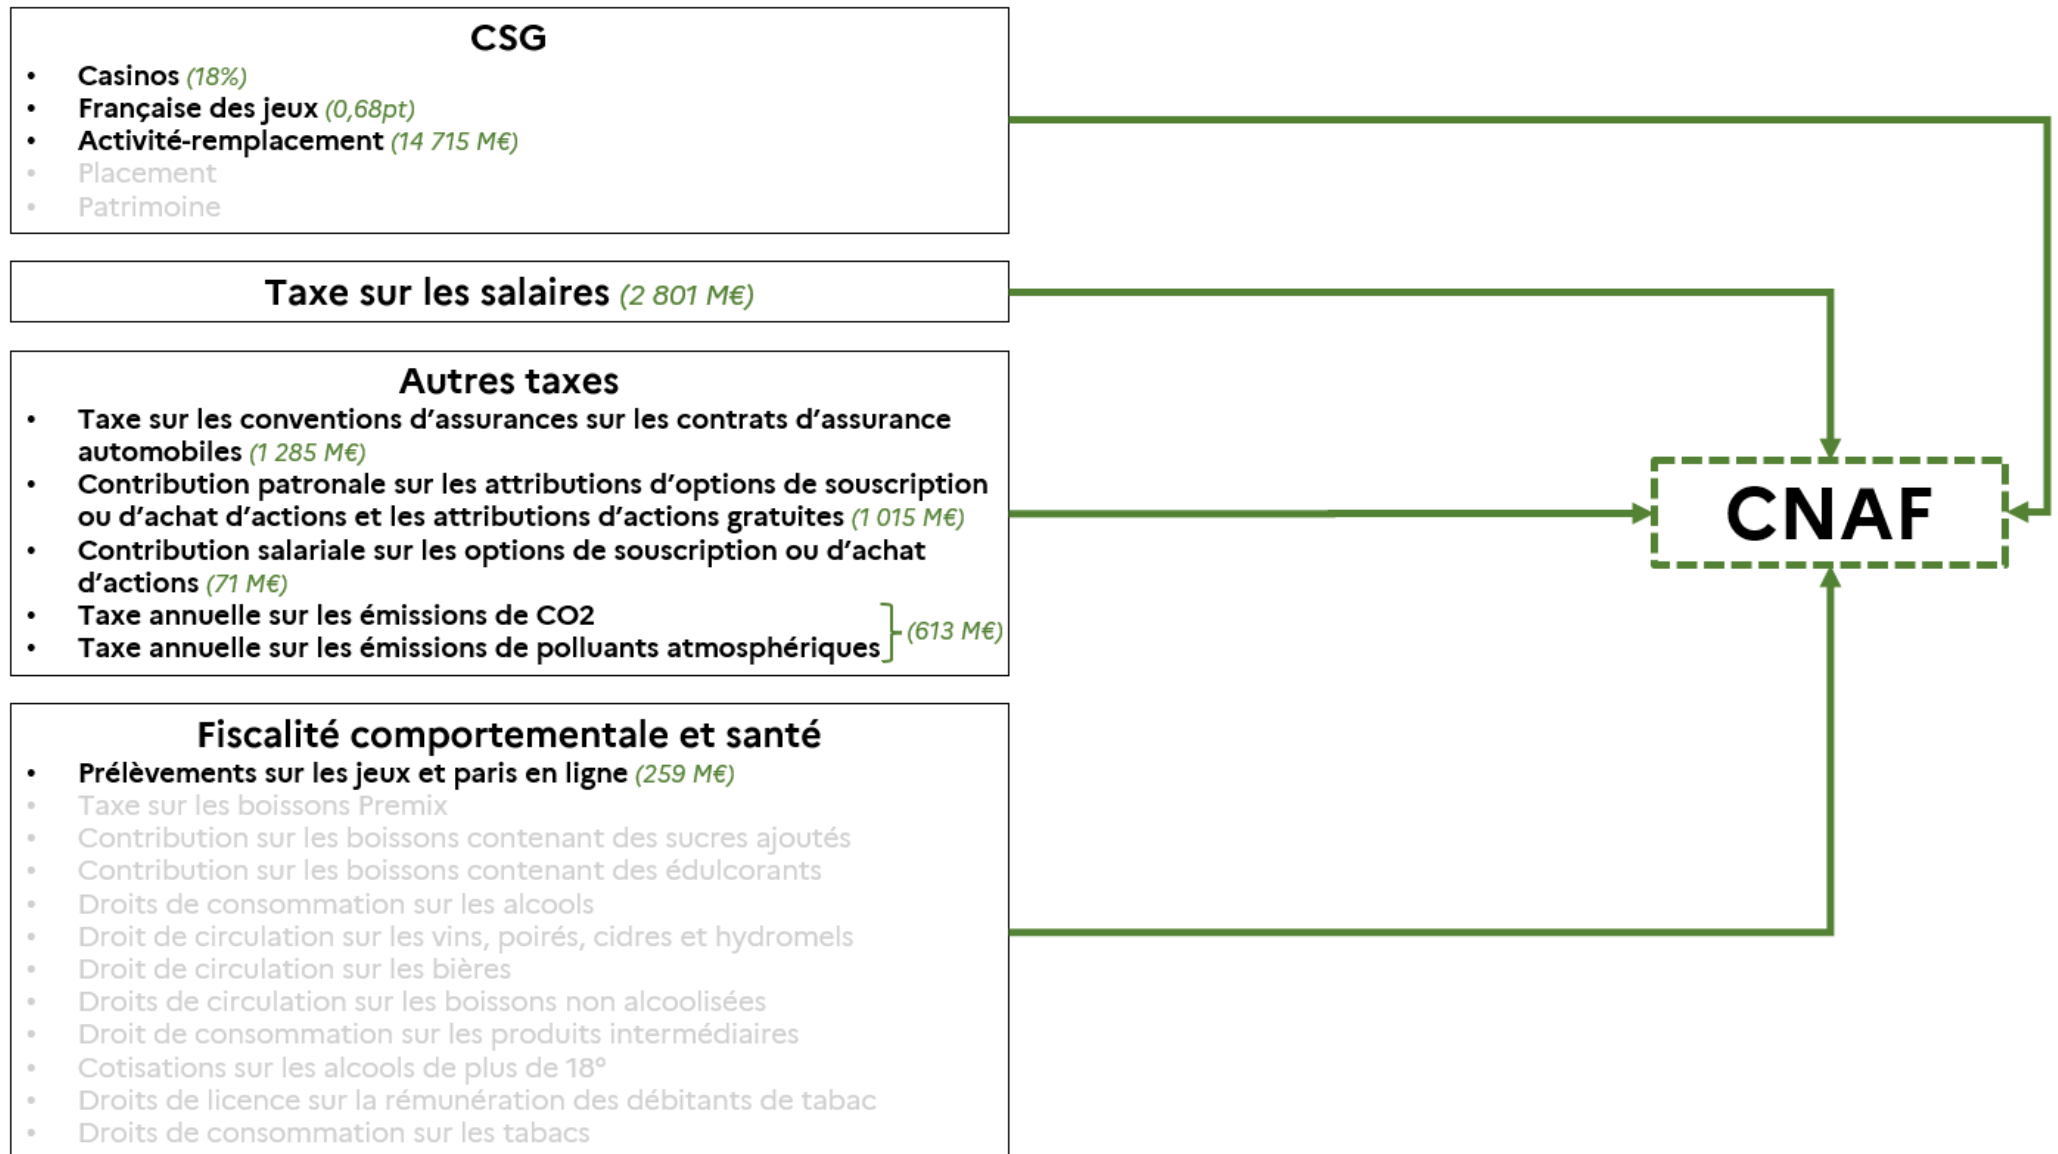 CSG
• Casinos (18%)
• Française des jeux (0,68pt)
• Activité-remplacement (14 715 M€)
• Placement
• Patrimoine
Taxe sur les salaires (2 801 M€)
Autres taxes
• Taxe sur les conventions d’assurances sur les contrats d’assurance
automobiles (1 285 M€)
• Contribution patronale sur les attributions d’options de souscription
ou d’achat d’actions et les attributions d’actions gratuites (1 015 M€)
• Contribution salariale sur les options de souscription ou d’achat
d’actions (71 M€)
• Taxe annuelle sur les émissions de CO2
• Taxe annuelle sur les émissions de polluants atmosphériques
(613 M€)
CNAF
Fiscalité comportementale et santé
• Prélèvements sur les jeux et paris en ligne (259 M€)
• Taxe sur les boissons Premix
• Contribution sur les boissons contenant des sucres ajoutés
• Contribution sur les boissons contenant des édulcorants
• Droits de consommation sur les alcools
• Droit de circulation sur les vins, poirés, cidres et hydromels
• Droit de circulation sur les bières
• Droits de circulation sur les boissons non alcoolisées
• Droit de consommation sur les produits intermédiaires
• Cotisations sur les alcools de plus de 18°
• Droits de licence sur la rémunération des débitants de tabac
• Droits de consommation sur les tabacs